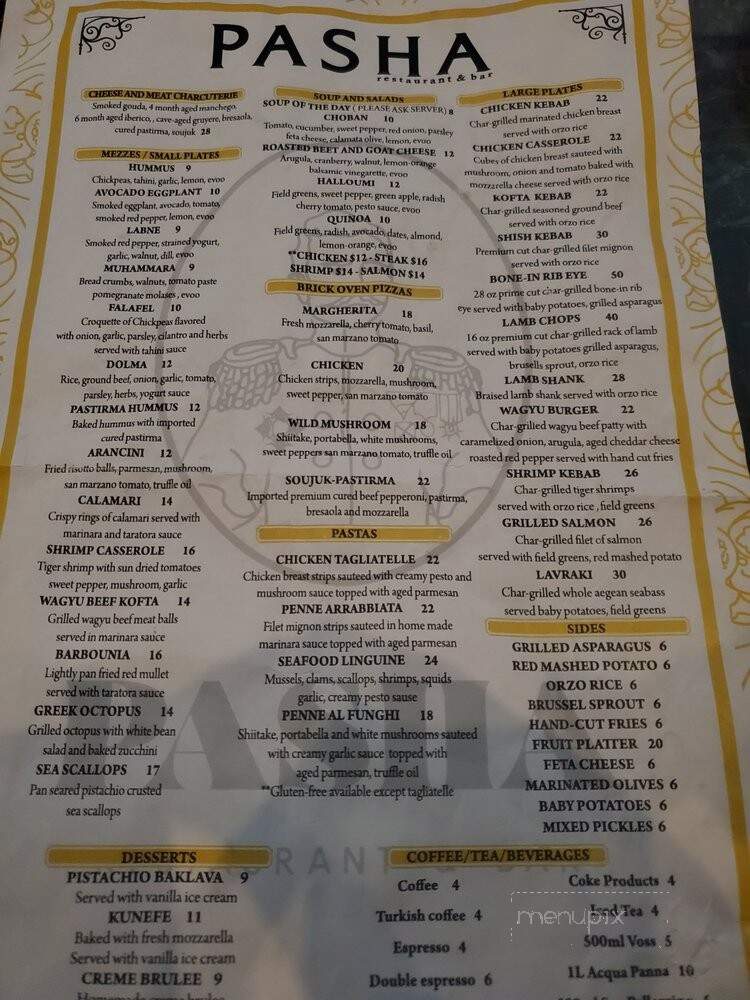 PASHA
restaurant & bar
CHEESE AND MEAT CHARCUTERIE
Smoked gouda, 4 month aged manchego,
6 month aged iberico, , cave-aged gruyere, bresaola,
cured pastirma, soujuk 28
MEZZES / SMALL PLATES
HUMMUS 9
Chickpeas, tahini, garlic, lemon, evoo
AVOCADO EGGPLANT 10
Smoked eggplant, avocado, tomato,
smoked red pepper, lemon, evoo
LABNE 9
Smoked red pepper, strained yogurt,
garlic, walnut, dill, evoo
MUHAMMARA 9
Bread crumbs, walnuts, tomato paste
pomegranate molases , evoo
FALAFEL 10
Croquette of Chickpeas flavored
with onion, garlic, parsley, cilantro and herbs
served with tahini sauce
DOLMA 12
Rice, ground beef, onion, garlic, tomato,
parsley, herbs, yogurt sauce
PASTIRMA HUMMUS 12
Baked hummus with imported
cured pastirma
ARANCINI 12
Fried risotto balls, parmesan, mushroom,
san marzano tomato, truffle oil
CALAMARI 14
Crispy rings of calamari served with
marinara and taratora sauce
SHRIMP CASSEROLE 16
Tiger shrimp with sun dried tomatoes
sweet pepper, mushroom, garlic
WAGYU BEEF KOFTA 14
Grilled wagyu beef meat balls
served in marinara sauce
BARBOUNIA 16
Lightly pan fried red mullet
served with taratora sauce
GREEK OCTOPUS 14
Grilled octopus with white bean
salad and baked zucchini
SEA SCALLOPS 17
Pan seared pistachio crusted
sea scallops
SOUP AND SALADS
SOUP OF THE DAY ( PLEASE ASK SERVER) 8
CHOBAN 10
Tomato, cucumber, sweet pepper, red onion, parsley
feta cheese, calamata olive, lemon, evoo
ROASTED BEET AND GOAT CHEESE 12
Arugula, cranberry, walnut, lemon-orange
balsamic vinegarette, evoo
HALLOUMI 12
Field greens, sweet pepper, green apple, radish
cherry tomato, pesto sauce, evoo
QUINOA 10
Field greens, radish, avocado, dates, almond,
lemon-orange, evoo
**CHICKEN $12 - STEAK $16
SHRIMP $14 - SALMON $14
BRICK OVEN PIZZAS
MARGHERITA 18
Fresh mozzarella, cherry tomato, basil,
san marzano tomato
CHICKEN 20
Chicken strips, mozzarella, mushroom,
sweet pepper, san marzano tomato
WILD MUSHROOM 18
Shiitake, portabella, white mushrooms,
sweet peppers san marzano tomato, truffle oil
SOUJUK-PASTIRMA 22
Imported premium cured beef pepperoni, pastirma,
bresaola and mozzarella
PASTAS
CHICKEN TAGLIATELLE 22
Chicken breast strips sauteed with creamy pesto and
mushroom sauce topped with aged parmesan
PENNE ARRABBIATA 22
Filet mignon strips sauteed in home made
marinara sauce topped with aged parmesan
SEAFOOD LINGUINE 24
Mussels, clams, scallops, shrimps, squids
garlic, creamy pesto sause
PENNE AL FUNGHI 18
Shiitake, portabella and white mushrooms sauteed
with creamy garlic sauce topped with
aged parmesan, truffle oil
**Gluten-free available except tagliatelle
LARGE PLATES
CHICKEN KEBAB 22
Char-grilled marinated chicken breast
served with orzo rice
CHICKEN CASSEROLE 22
Cubes of chicken breast sauteed with
mushroom, onion and tomato baked with
mozzarella cheese served with orzo rice
KOFTA KEBAB 22
Char-grilled seasoned ground beef
served with orzo rice
SHISH KEBAB 30
Premium cut char-grilled filet mignon
served with orzo rice
BONE-IN RIB EYE 50
28 oz prime cut char-grilled bone-in rib
eye served with baby potatoes, grilled asparagus
LAMB CHOPS 40
16 oz premium cut char-grilled rack of lamb
served with baby potatoes grilled asparagus,
brusells sprout, orzo rice
LAMB SHANK 28
Braised lamb shank served with orzo rice
WAGYU BURGER 22
Char-grilled wagyu beef patty with
caramelized onion, arugula, aged cheddar cheese
roasted red pepper served with hand cut fries
SHRIMP KEBAB 26
Char-grilled tiger shrimps
served with orzo rice , field greens
GRILLED SALMON 26
Char-grilled filet of salmon
served with field greens, red mashed potato
LAVRAKI 30
Char-grilled whole aegean seabass
served baby potatoes, field greens
SIDES
GRILLED ASPARAGUS 6
RED MASHED POTATO 6
ORZO RICE 6
BRUSSEL SPROUT 6
HAND-CUT FRIES 6
FRUIT PLATTER 20
FETA CHEESE 6
MARINATED OLIVES 6
BABY POTATOES 6
MIXED PICKLES 6
DESSERTS
PISTACHIO BAKLAVA 9
Served with vanilla ice cream
KUNEFE 11
Baked with fresh mozzarella
Served with vanilla ice cream
CREME BRULEE 9
Homemade creme brulee
COFFEE/TEA/BEVERAGES
Coffee 4
Turkish coffee 4
Espresso 4
Double espresso 6
Coke Products 4
Iced Tea 4
500ml Voss 5
1L Acqua Panna 10
menupix